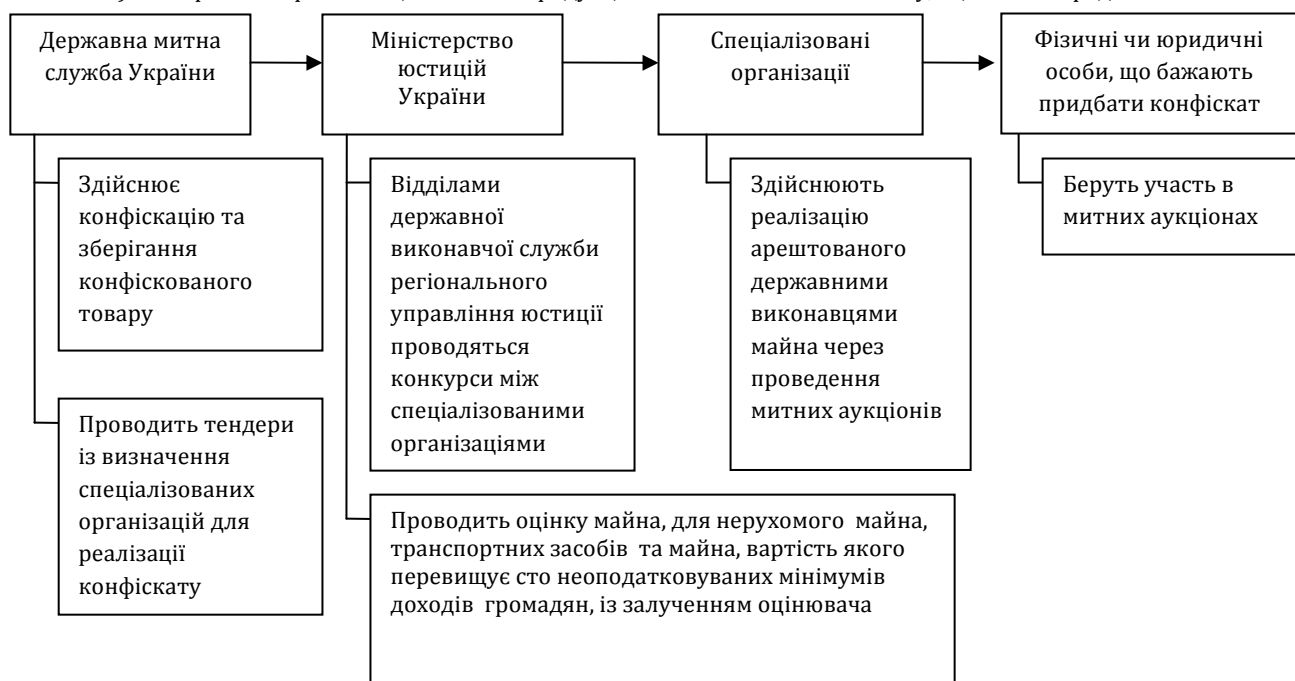 Державна митна
служба України
Міністерство
юстицій
України
Спеціалізовані
організації
Фізичні чи юридичні
особи, що бажають
придбати конфіскат
Здійснює
конфіскацію та
зберігання
конфіскованого
товару
Проводить тендери
із визначення
спеціалізованих
організацій для
реалізації
конфіскату
Відділами
державної
виконавчої служби
регіонального
управління юстиції
проводяться
конкурси між
спеціалізованими
організаціями
Проводить оцінку майна, для нерухомого майна,
транспортних засобів та майна, вартість якого
перевищує сто неоподатковуваних мінімумів
доходів громадян, із залученням оцінювача
Здійснюють
реалізацію
арештованого
державними
виконавцями
майна через
проведення
митних аукціонів
Беруть участь в
митних аукціонах